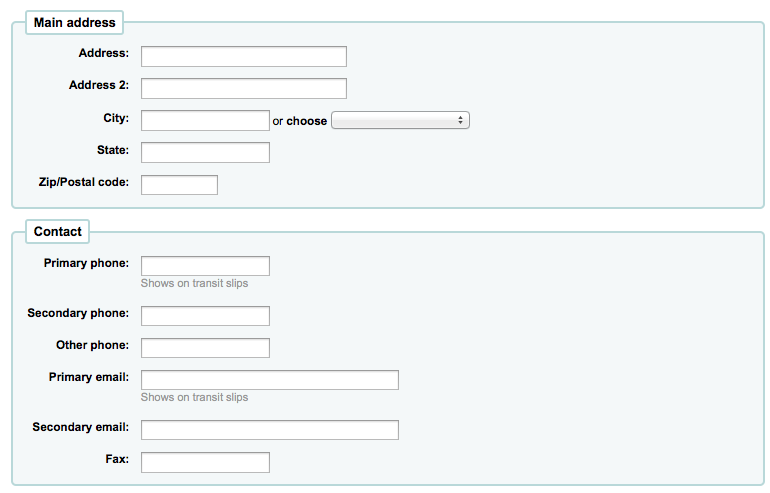 Main address
Address:
Address 2:
City: or choose
State:
Zip/Postal code:
Contact
Primary phone:
Shows on transit slips
Secondary phone:
Other phone:
Primary email:
Shows on transit slips
Secondary email:
Fax: